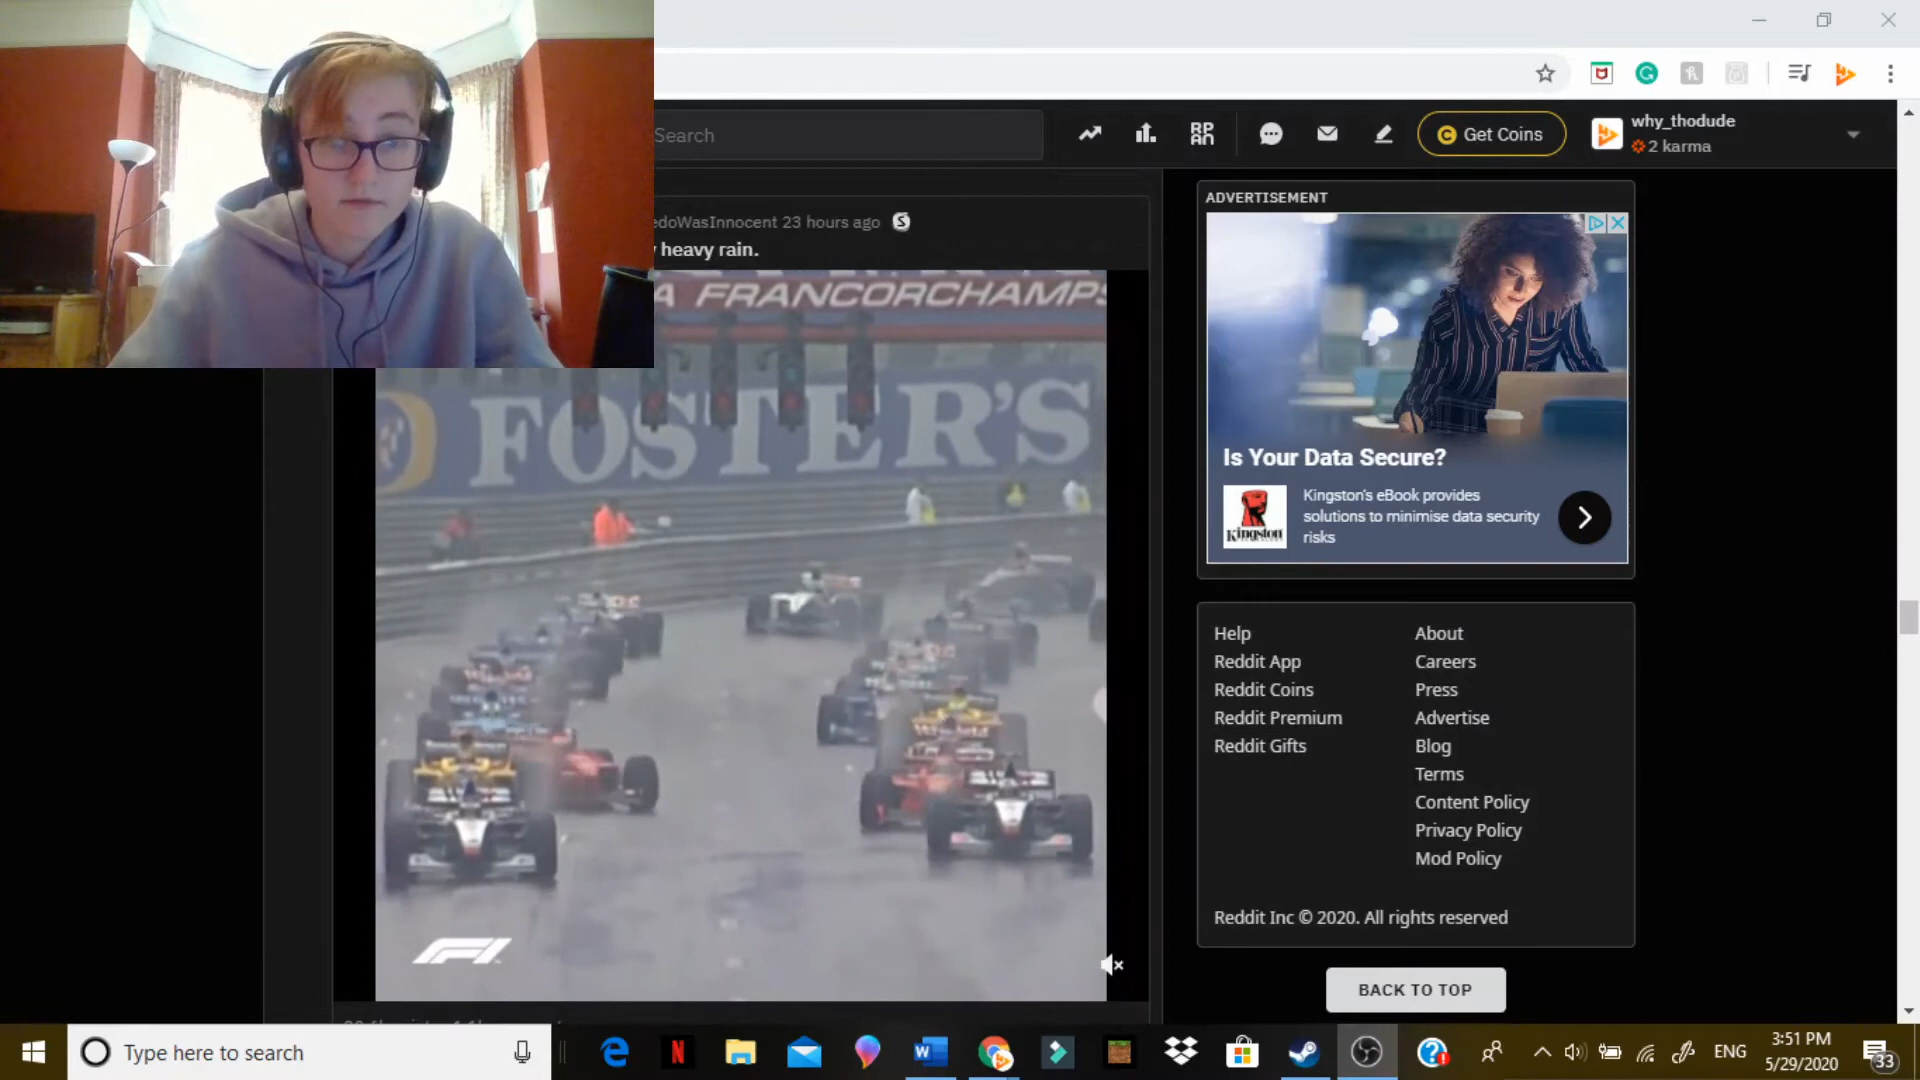 Search
Get Coins
why_thodude
2 karma
edoWasInnocent 23 hours ago
heavy rain.
A FRANCORCHAMPS
FOSTER'S
Winfield
F1
ADVERTISEMENT
Is Your Data Secure?
Kingston's eBook provides
solutions to minimise data security
risks
Kingston
Help
Reddit App
Reddit Coins
Reddit Premium
Reddit Gifts
About
Careers
Press
Advertise
Blog
Terms
Content Policy
Privacy Policy
Mod Policy
Reddit Inc © 2020. All rights reserved
BACK TO TOP
Type here to search
ENG
3:51 PM
5/29/2020
33